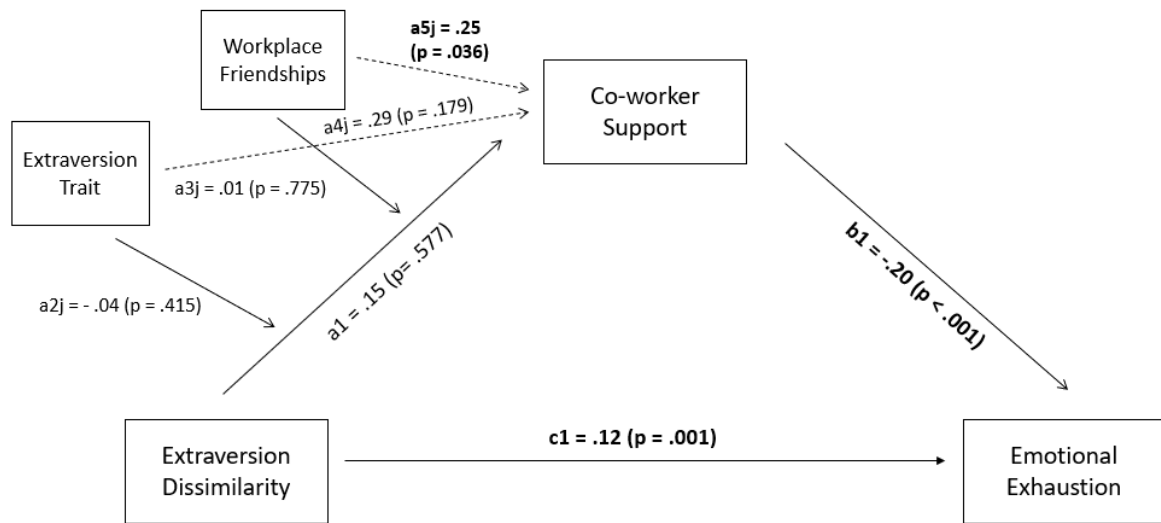 Workplace
Friendships
a5j = .25
(p = .036)
Co-worker
Support
a4j = .29 (p = .179)
Extraversion
Trait
a3j = .01 (p = .775)
a2j = - .04 (p = .415)
a1 = .15 (p= .577)
b1 = -.20 (p < .001)
Extraversion
Dissimilarity
c1 = .12 (p = .001)
Emotional
Exhaustion